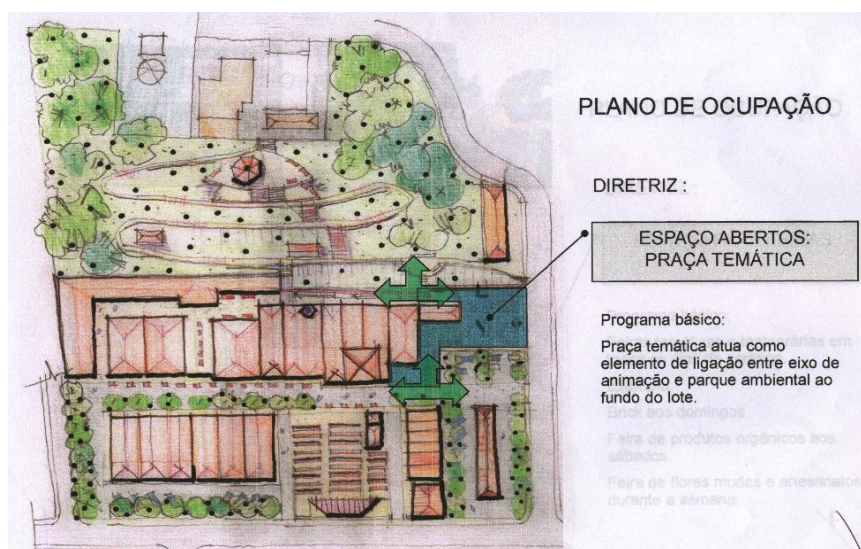 PLANO DE OCUPAÇÃO
DIRETRIZ :
ESPAÇO ABERTOS:
PRAÇA TEMÁTICA
Programa básico:
Praça temática atua como
elemento de ligação entre eixo de
animação e parque ambiental ao
fundo do lote.
Brick aos domingos
Feira de produtos orgânicos aos
sábados.
Feira de flores mudas e artesanatos
durante a semana.